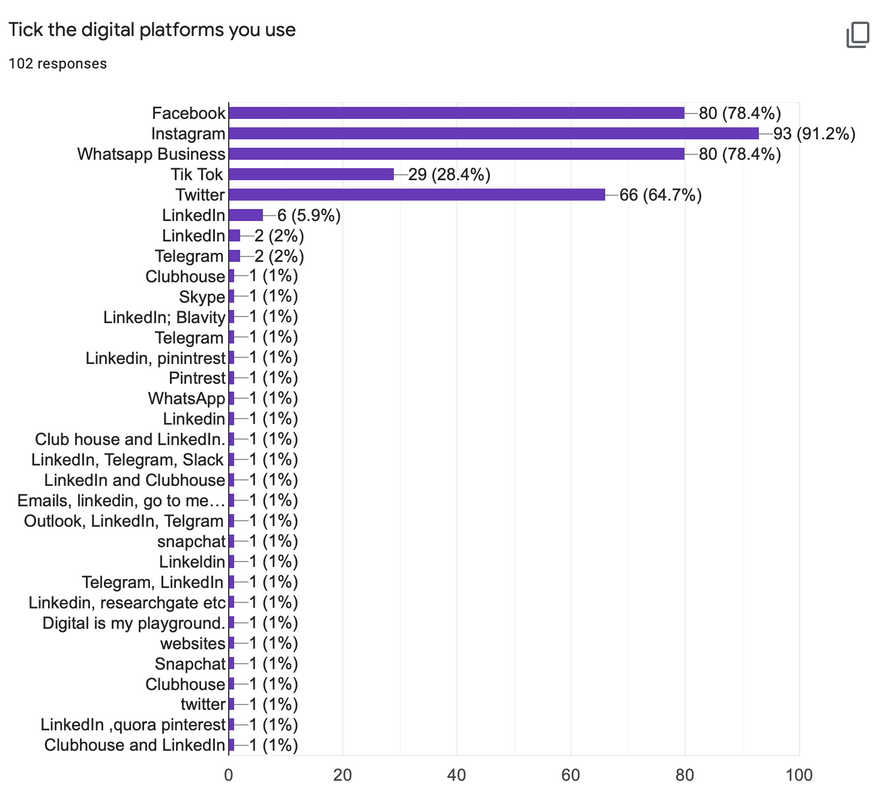 Tick the digital platforms you use
102 responses
Facebook 80 (78.4%)
Instagram 93 (91.2%)
Whatsapp Business 80 (78.4%)
Tik Tok 29 (28.4%)
Twitter 66 (64.7%)
LinkedIn 6 (5.9%)
LinkedIn 2 (2%)
Telegram 2 (2%)
Clubhouse 1 (1%)
Skype 1 (1%)
LinkedIn; Blavity 1 (1%)
Telegram 1 (1%)
Linkedin, pinintrest 1 (1%)
Pintrest 1 (1%)
WhatsApp 1 (1%)
Linkedin 1 (1%)
Club house and LinkedIn. 1 (1%)
LinkedIn, Telegram, Slack 1 (1%)
LinkedIn and Clubhouse 1 (1%)
Emails, linkedin, go to me… 1 (1%)
Outlook, LinkedIn, Telgram 1 (1%)
snapchat 1 (1%)
Linkeldin 1 (1%)
Telegram, LinkedIn 1 (1%)
Linkedin, researchgate etc 1 (1%)
Digital is my playground. 1 (1%)
websites 1 (1%)
Snapchat 1 (1%)
Clubhouse 1 (1%)
twitter 1 (1%)
LinkedIn ,quora pinterest 1 (1%)
Clubhouse and LinkedIn 1 (1%)
0 20 40 60 80 100